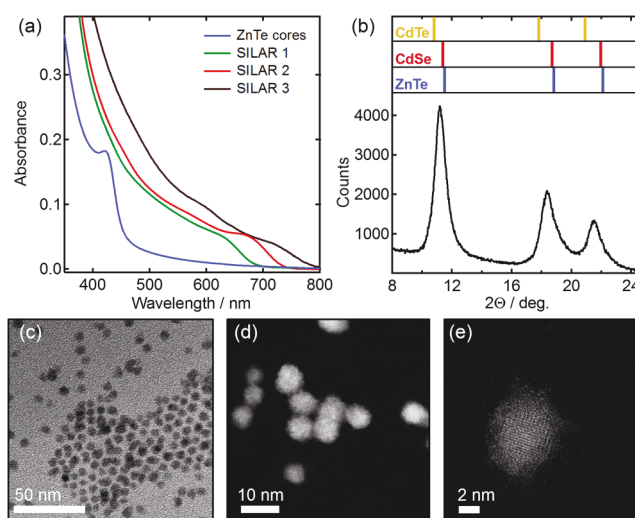 (a)
ZnTe cores
SILAR 1
SILAR 2
SILAR 3
0.3
0.2
0.1
0.0
Absorbance
400 500 600 700 800
Wavelength / nm
(b)
CdTe
CdSe
ZnTe
4000
3000
2000
1000
Counts
8 12 16 20 24
2Θ / deg.
(c)
50 nm
(d)
10 nm
(e)
2 nm